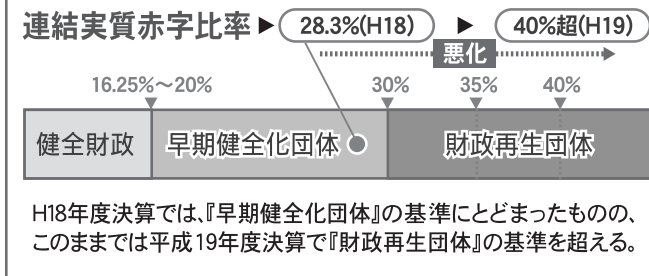 連結実質赤字比率▶ 28.3%(H18) ▶ 40%超(H19)
悪化
16.25%～20% 30% 35% 40%
健全財政 早期健全化団体 財政再生団体
H18年度決算では、『早期健全化団体』の基準にとどまったものの、
このままでは平成19年度決算で『財政再生団体』の基準を超える。